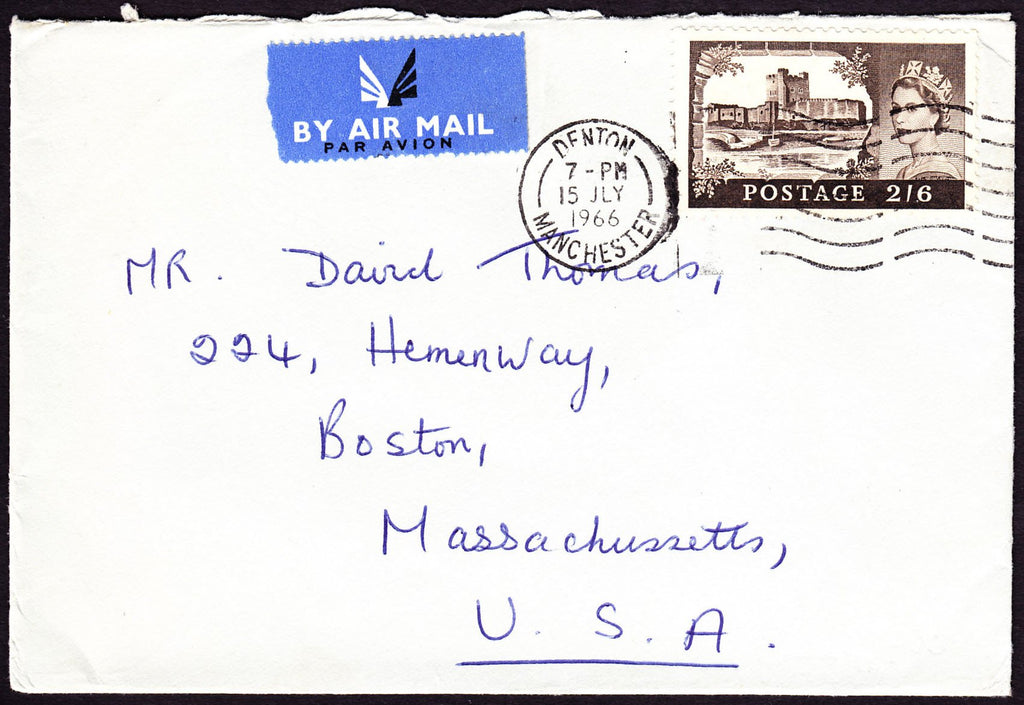 BY AIR MAIL
PAR AVION
DENTON
7-PM
15 JLY
1966
MANCHESTER
POSTAGE 2/6
MR. David Thomas,
224, Hemenway,
Boston,
Massachussetts,
U. S. A.